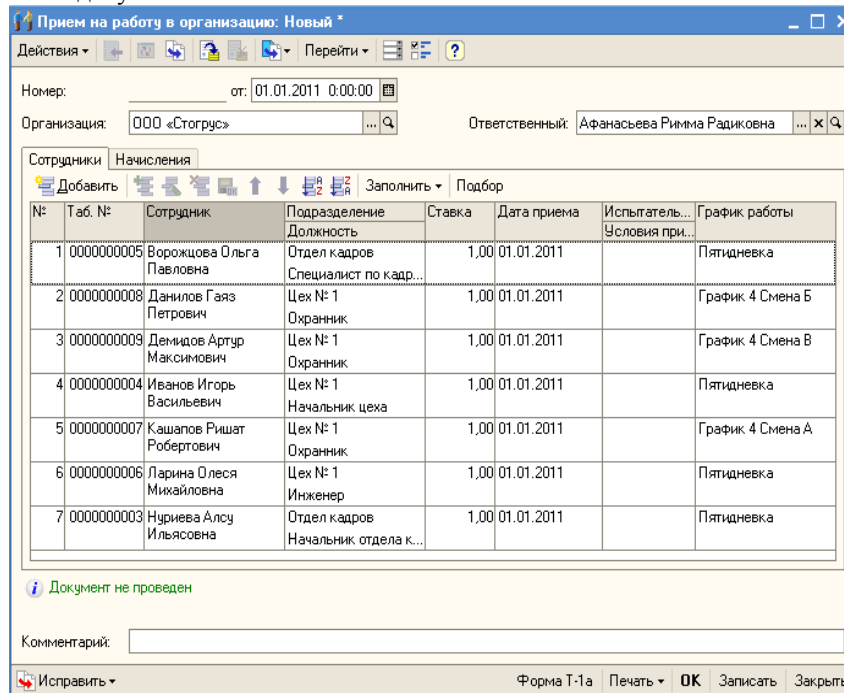 Прием на работу в организацию: Новый *
Действия Перейти ?
Номер: от: 01.01.2011 0:00:00
Организация: ООО «Стогрус» ... Ответственный: Афанасьева Римма Радиковна ... x
Сотрудники Начисления
Добавить Заполнить Подбор
№ Таб. № Сотрудник Подразделение Ставка Дата приема Испытатель... График работы
Должность Условия при...
1 0000000005 Ворожцова Ольга Отдел кадров 1,00 01.01.2011 Пятидневка
Павловна Специалист по кадр...
2 0000000008 Данилов Гаяз Цех № 1 1,00 01.01.2011 График 4 Смена Б
Петрович Охранник
3 0000000009 Демидов Артур Цех № 1 1,00 01.01.2011 График 4 Смена В
Максимович Охранник
4 0000000004 Иванов Игорь Цех № 1 1,00 01.01.2011 Пятидневка
Васильевич Начальник цеха
5 0000000007 Кашапов Ришат Цех № 1 1,00 01.01.2011 График 4 Смена А
Робертович Охранник
6 0000000006 Ларина Олеся Цех № 1 1,00 01.01.2011 Пятидневка
Михайловна Инженер
7 0000000003 Нуриева Алсу Отдел кадров 1,00 01.01.2011 Пятидневка
Ильясовна Начальник отдела к...
i Документ не проведен
Комментарий:
Исправить Форма Т-1а Печать OK Записать Закрыть